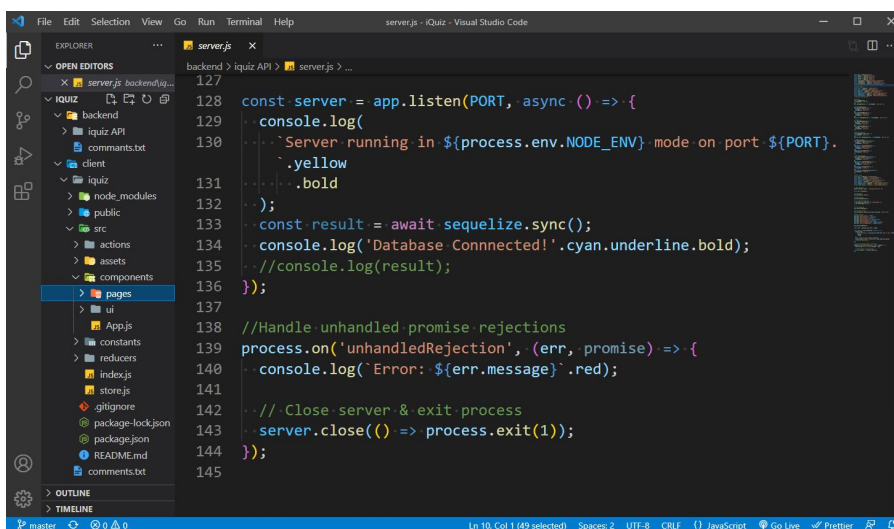 File Edit Selection View Go Run Terminal Help server.js - iQuiz - Visual Studio Code
EXPLORER
OPEN EDITORS
server.js backend\iq...
IQUIZ
backend
iquiz API
commants.txt
client
iquiz
node_modules
public
src
actions
assets
components
pages
ui
App.js
constants
reducers
index.js
store.js
.gitignore
package-lock.json
package.json
README.md
comments.txt
OUTLINE
TIMELINE
server.js
backend > iquiz API > server.js > ...
127
128 const server = app.listen(PORT, async () => {
129 console.log(
130 `Server running in ${process.env.NODE_ENV} mode on port ${PORT}.
`.yellow
131 .bold
132 );
133 const result = await sequelize.sync();
134 console.log('Database Connnected!'.cyan.underline.bold);
135 //console.log(result);
136 });
137
138 //Handle unhandled promise rejections
139 process.on('unhandledRejection', (err, promise) => {
140 console.log(`Error: ${err.message}`.red);
141
142 // Close server & exit process
143 server.close(() => process.exit(1));
144 });
145
master 0 0 Ln 10, Col 1 (49 selected) Spaces: 2 UTF-8 CRLF {} JavaScript Go Live Prettier